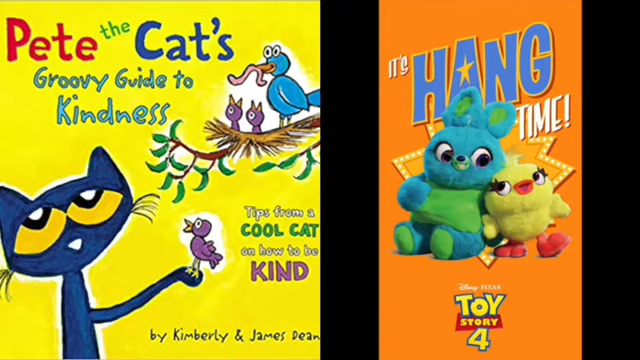 Pete the Cat's
Groovy Guide to
Kindness
Tips from a
COOL CAT
on how to be
KIND
by Kimberly & James Dean
IT'S
HANG
TIME!
Disney • PIXAR
TOY
STORY
4